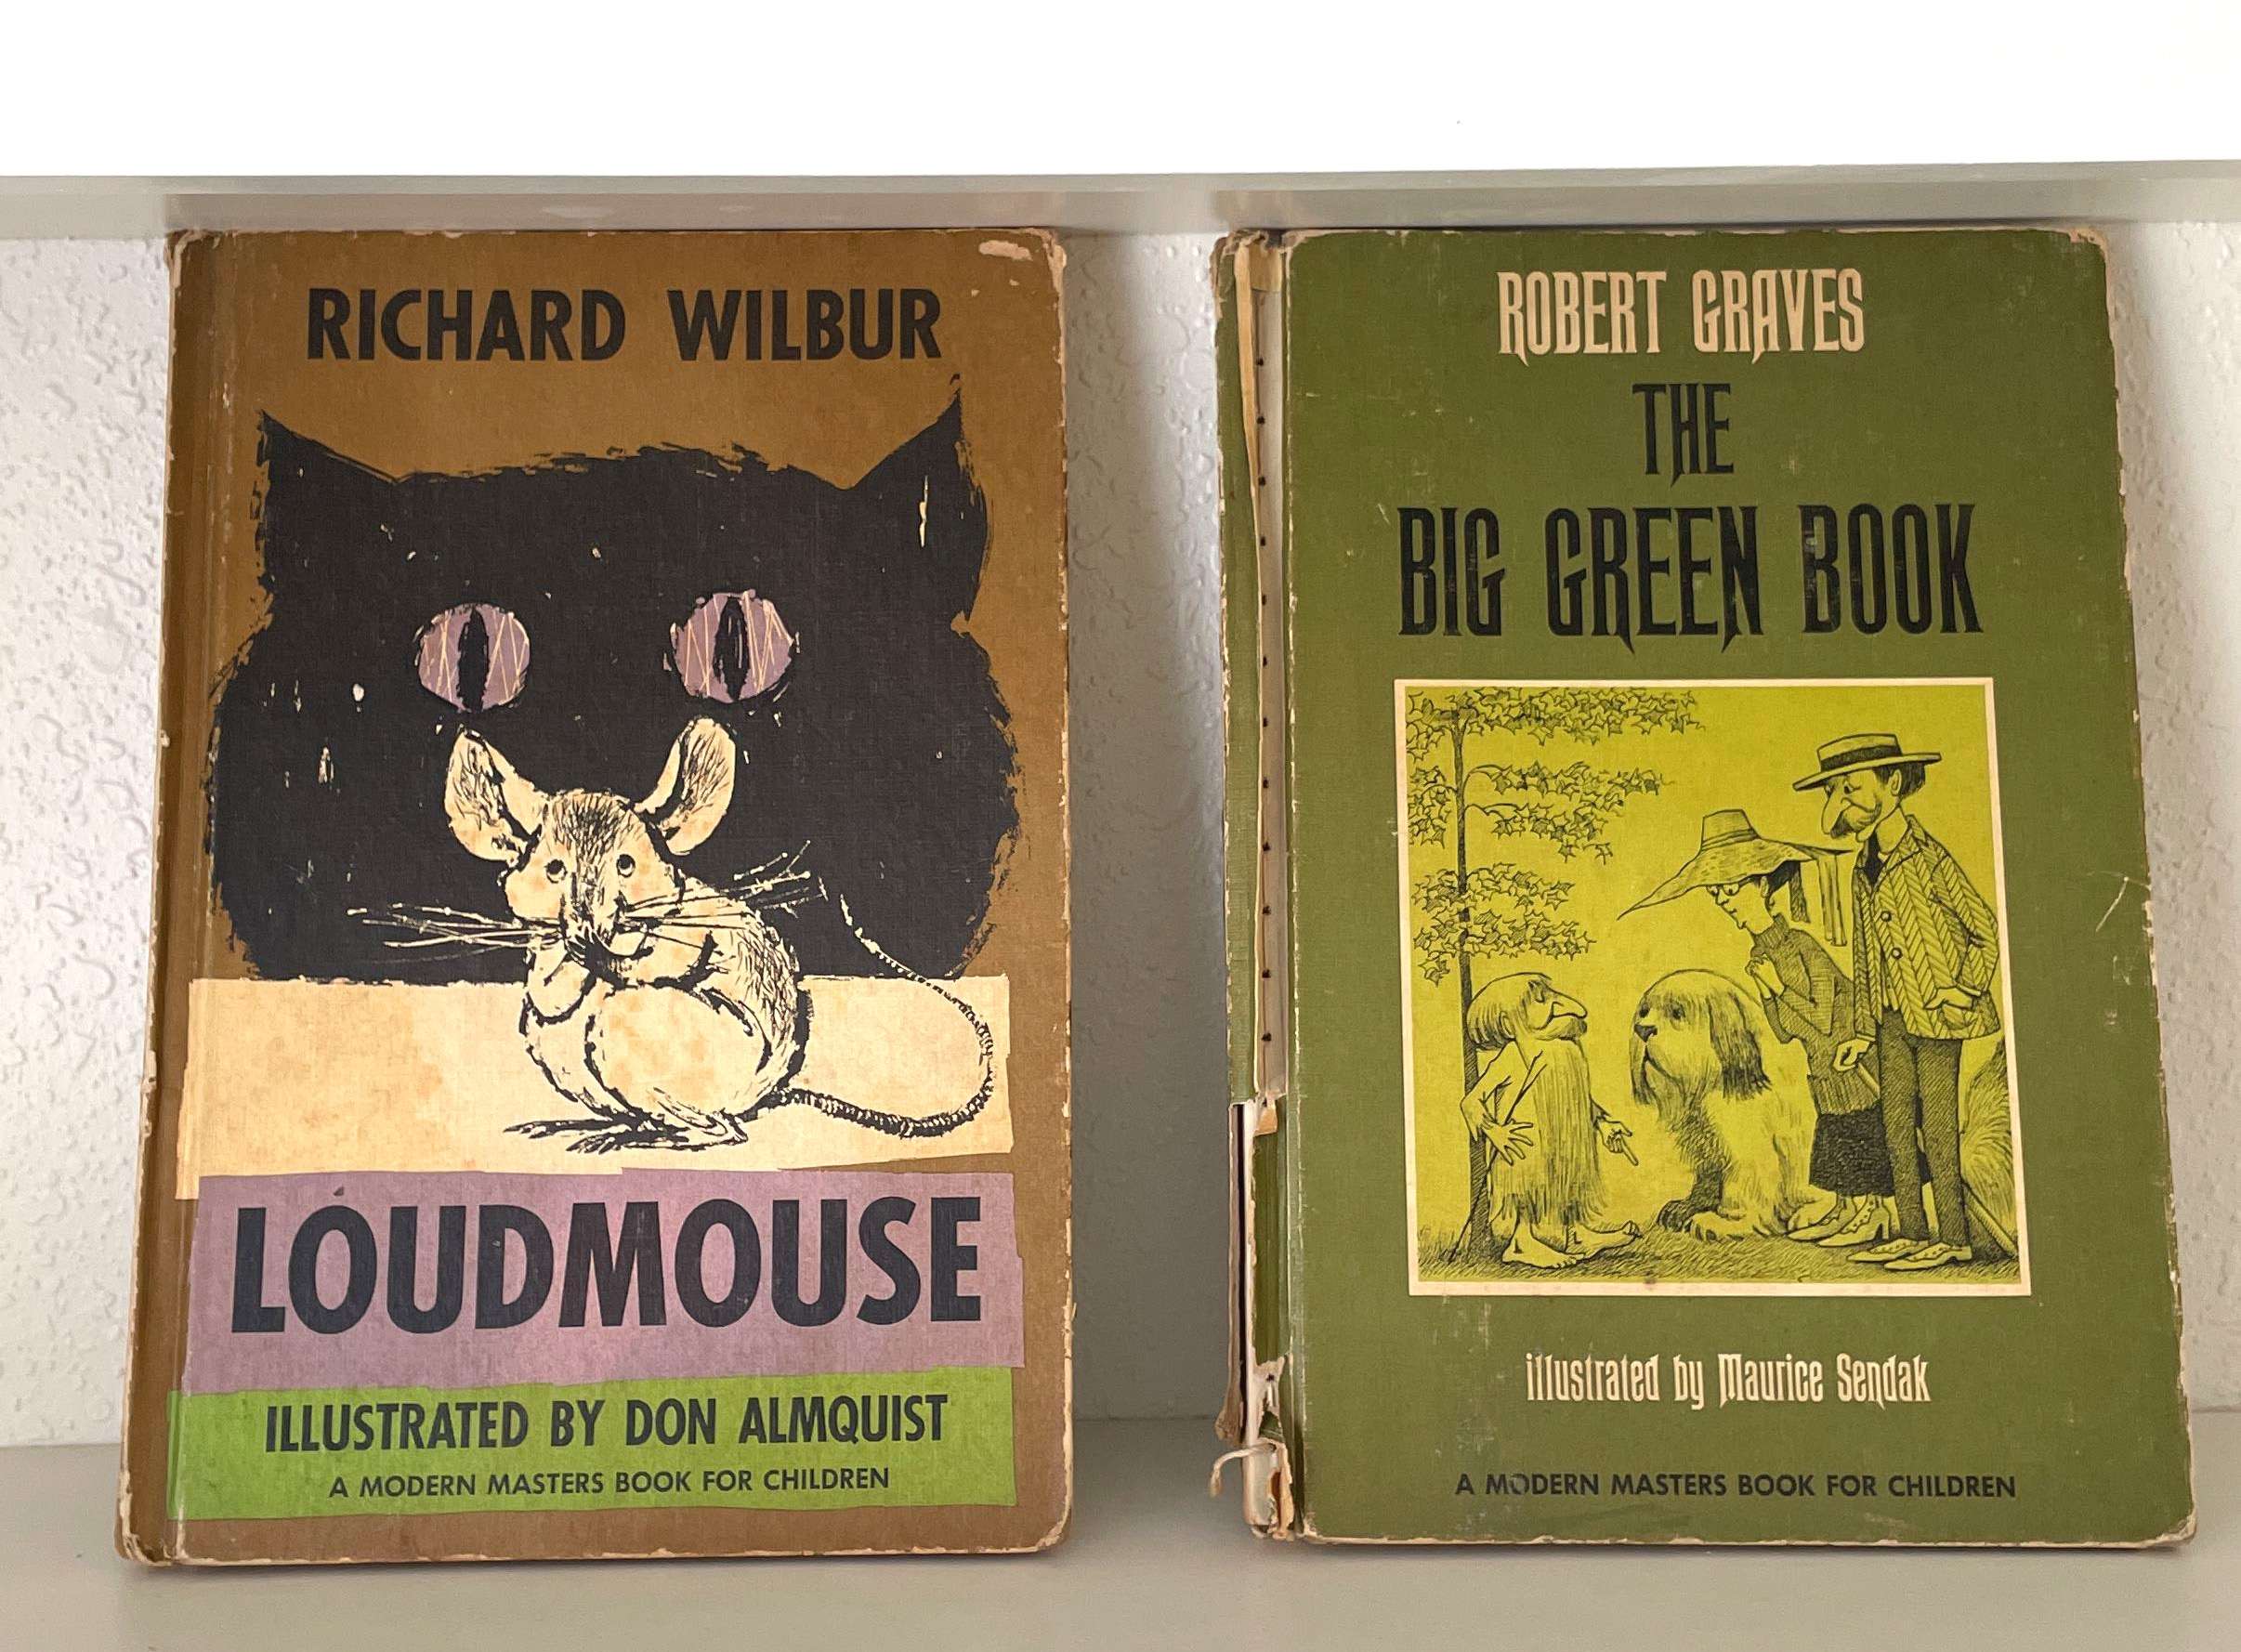 RICHARD WILBUR
LOUDMOUSE
ILLUSTRATED BY DON ALMQUIST
A MODERN MASTERS BOOK FOR CHILDREN
ROBERT GRAVES
THE
BIG GREEN BOOK
illustrated by Maurice Sendak
A MODERN MASTERS BOOK FOR CHILDREN